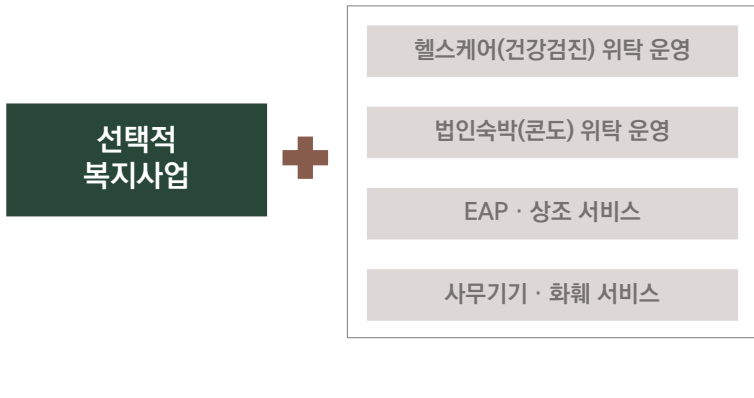 선택적
복지사업
헬스케어(건강검진) 위탁 운영
법인숙박(콘도) 위탁 운영
EAP · 상조 서비스
사무기기 · 화훼 서비스